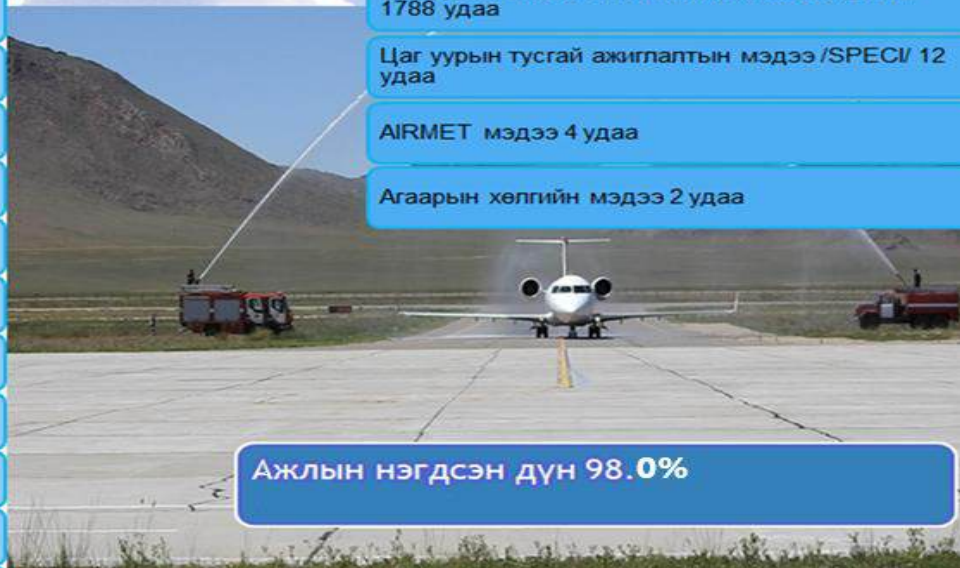 1788 удаа
Цаг уурын тусгай ажиглалтын мэдээ /SPECI/ 12
удаа
AIRMET мэдээ 4 удаа
Агаарын хөлгийн мэдээ 2 удаа
Ажлын нэгдсэн дүн 98.0%